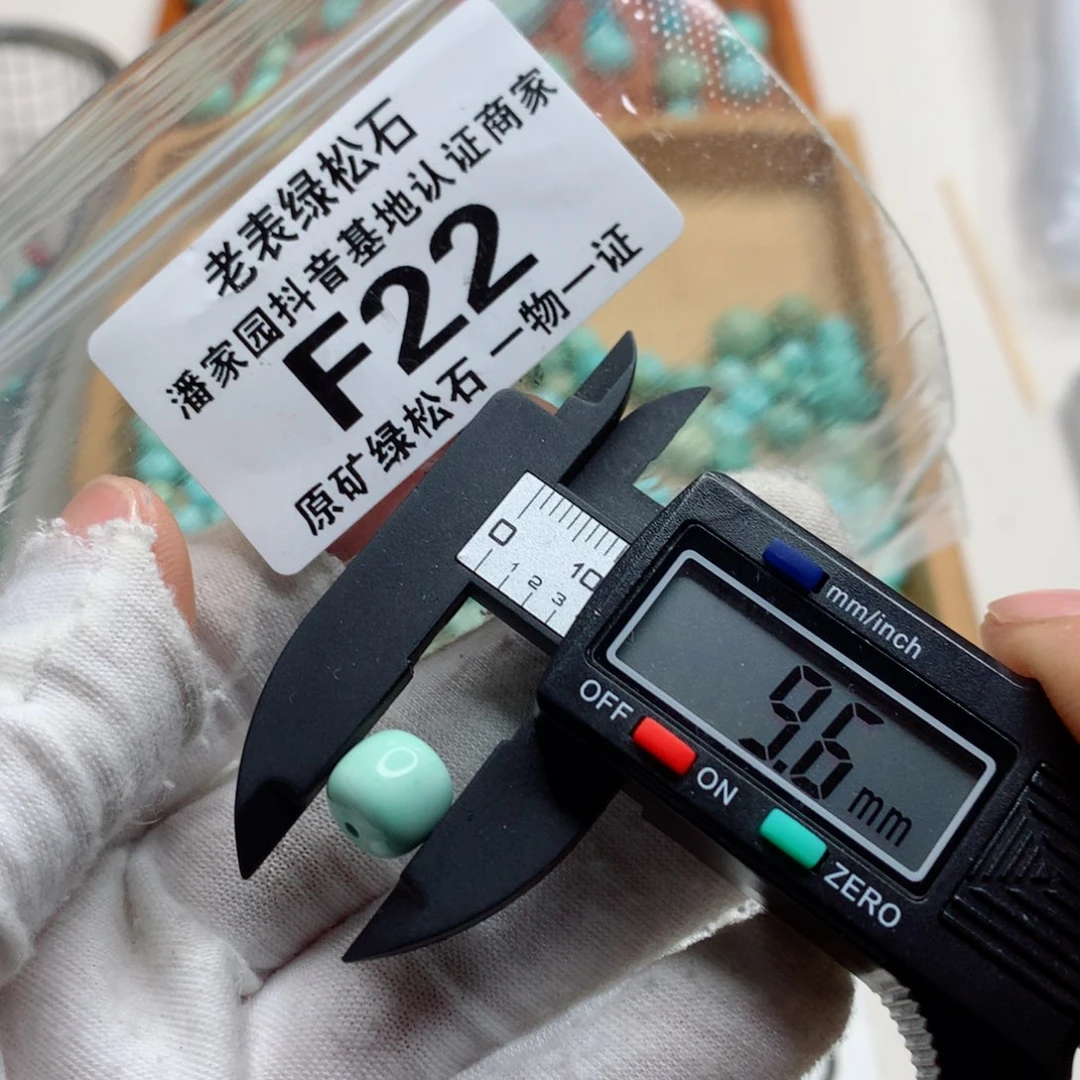 老表绿松石
潘家园抖音基地认证商家
F22
原矿绿松石 一物一证
0
10
1 2 3
mm/inch
OFF
ON
ZERO
9.6 mm